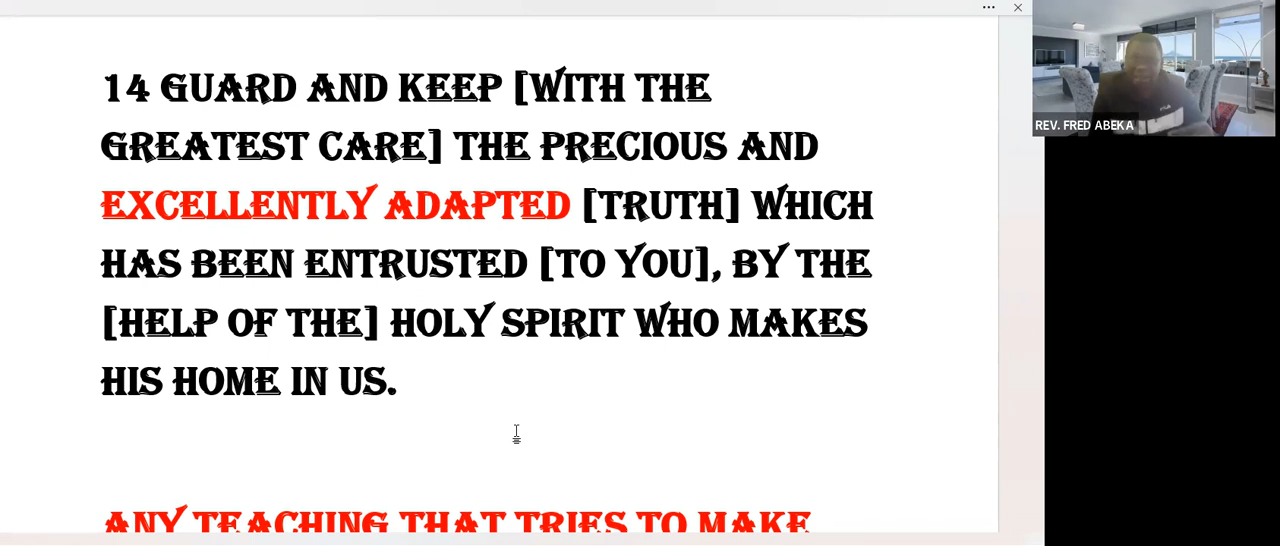 14 GUARD AND KEEP [WITH THE
GREATEST CARE] THE PRECIOUS AND
EXCELLENTLY ADAPTED [TRUTH] WHICH
HAS BEEN ENTRUSTED [TO YOU], BY THE
[HELP OF THE] HOLY SPIRIT WHO MAKES
HIS HOME IN US.
ANY TEACHING THAT TRIES TO MAKE
REV. FRED ABEKA